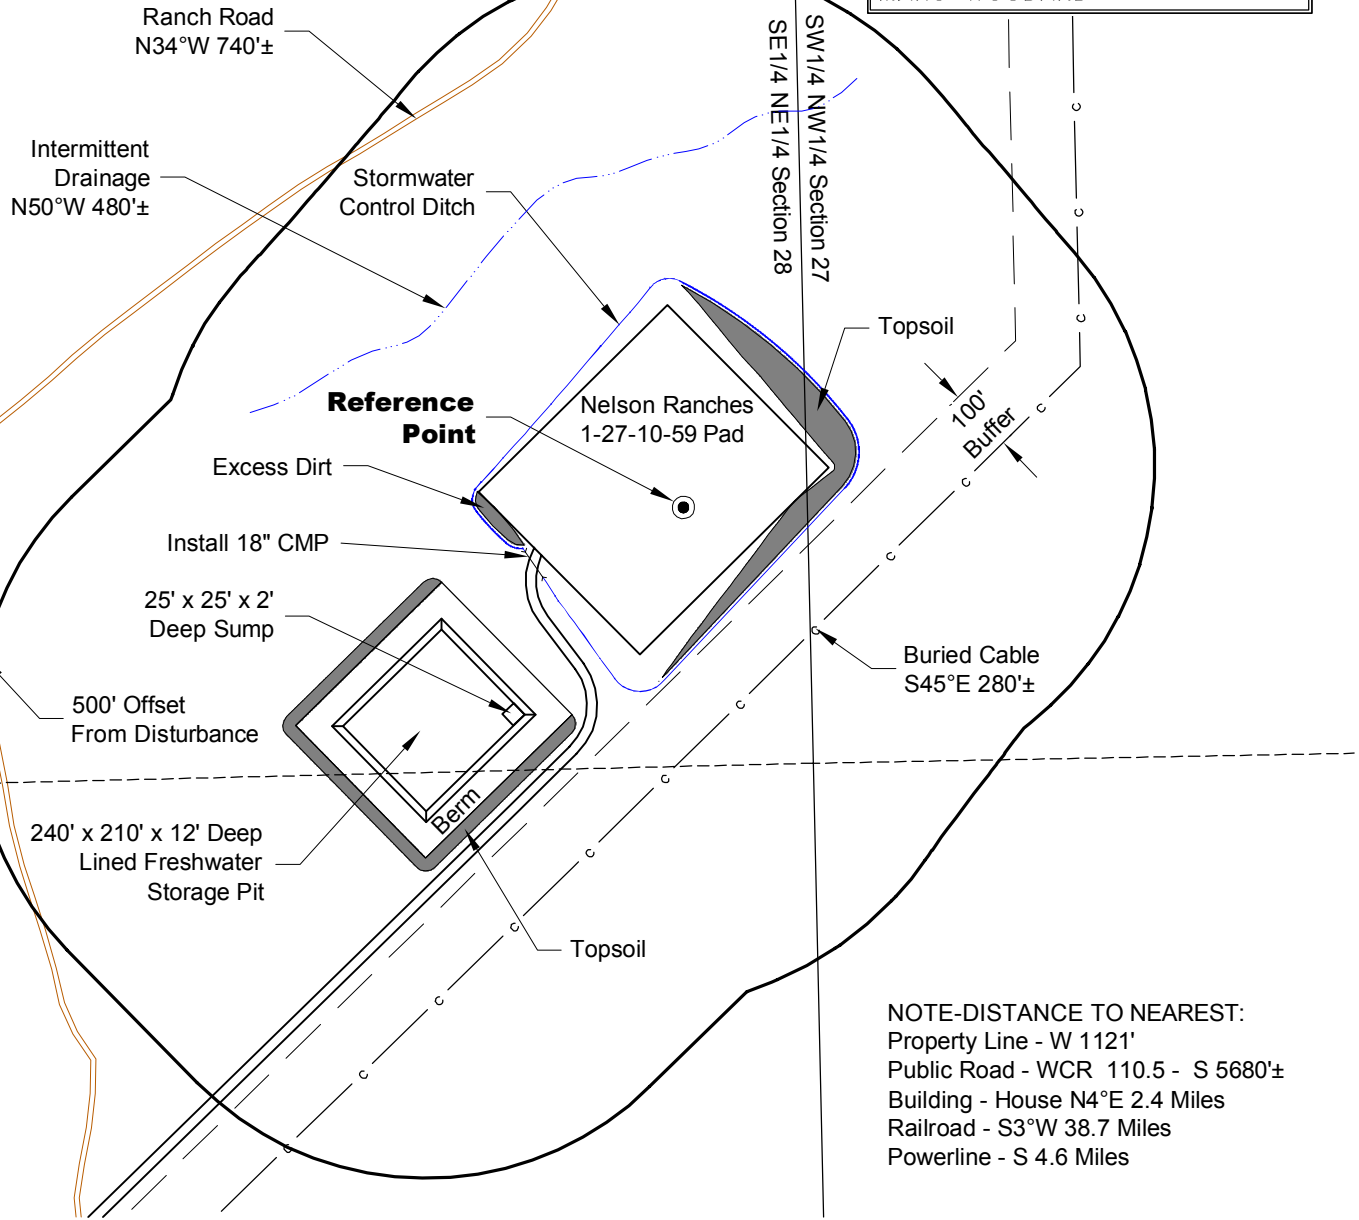 Ranch Road
N34°W 740'±
Intermittent
Drainage
N50°W 480'±
Stormwater
Control Ditch
SW1/4 NW1/4 Section 27
SE1/4 NE1/4 Section 28
Topsoil
Reference
Point
Nelson Ranches
1-27-10-59 Pad
100'
Buffer
Excess Dirt
Install 18" CMP
25' x 25' x 2'
Deep Sump
Buried Cable
S45°E 280'±
500' Offset
From Disturbance
Berm
240' x 210' x 12' Deep
Lined Freshwater
Storage Pit
Topsoil
c
c
c
c
c
c
c
c
c
c
c
c
c
c
NOTE-DISTANCE TO NEAREST:
Property Line - W 1121'
Public Road - WCR 110.5 - S 5680'±
Building - House N4°E 2.4 Miles
Railroad - S3°W 38.7 Miles
Powerline - S 4.6 Miles